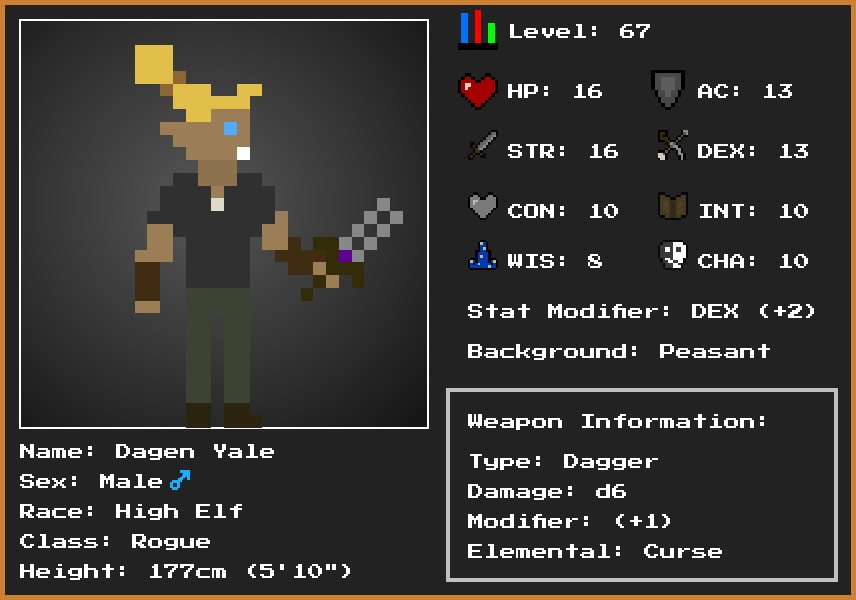 Level: 67
HP: 16 AC: 13
STR: 16 DEX: 13
CON: 10 INT: 10
WIS: 8 CHA: 10
Stat Modifier: DEX (+2)
Background: Peasant
Weapon Information:
Type: Dagger
Damage: d6
Modifier: (+1)
Elemental: Curse
Name: Dagen Yale
Sex: Male♂
Race: High Elf
Class: Rogue
Height: 177cm (5'10")